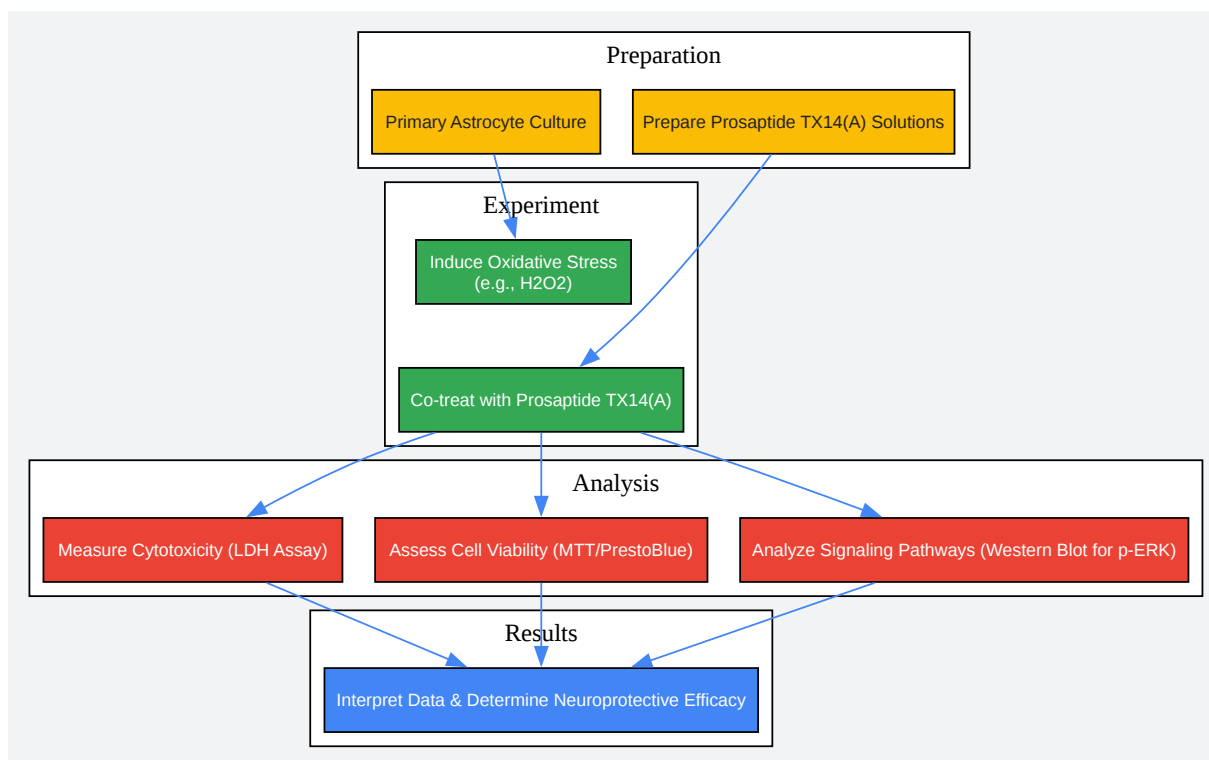 Preparation
Primary Astrocyte Culture
Prepare Prosaptide TX14(A) Solutions
Experiment
Induce Oxidative Stress
(e.g., H2O2)
Co-treat with Prosaptide TX14(A)
Analysis
Measure Cytotoxicity (LDH Assay)
Assess Cell Viability (MTT/PrestoBlue)
Analyze Signaling Pathways (Western Blot for p-ERK)
Results
Interpret Data & Determine Neuroprotective Efficacy